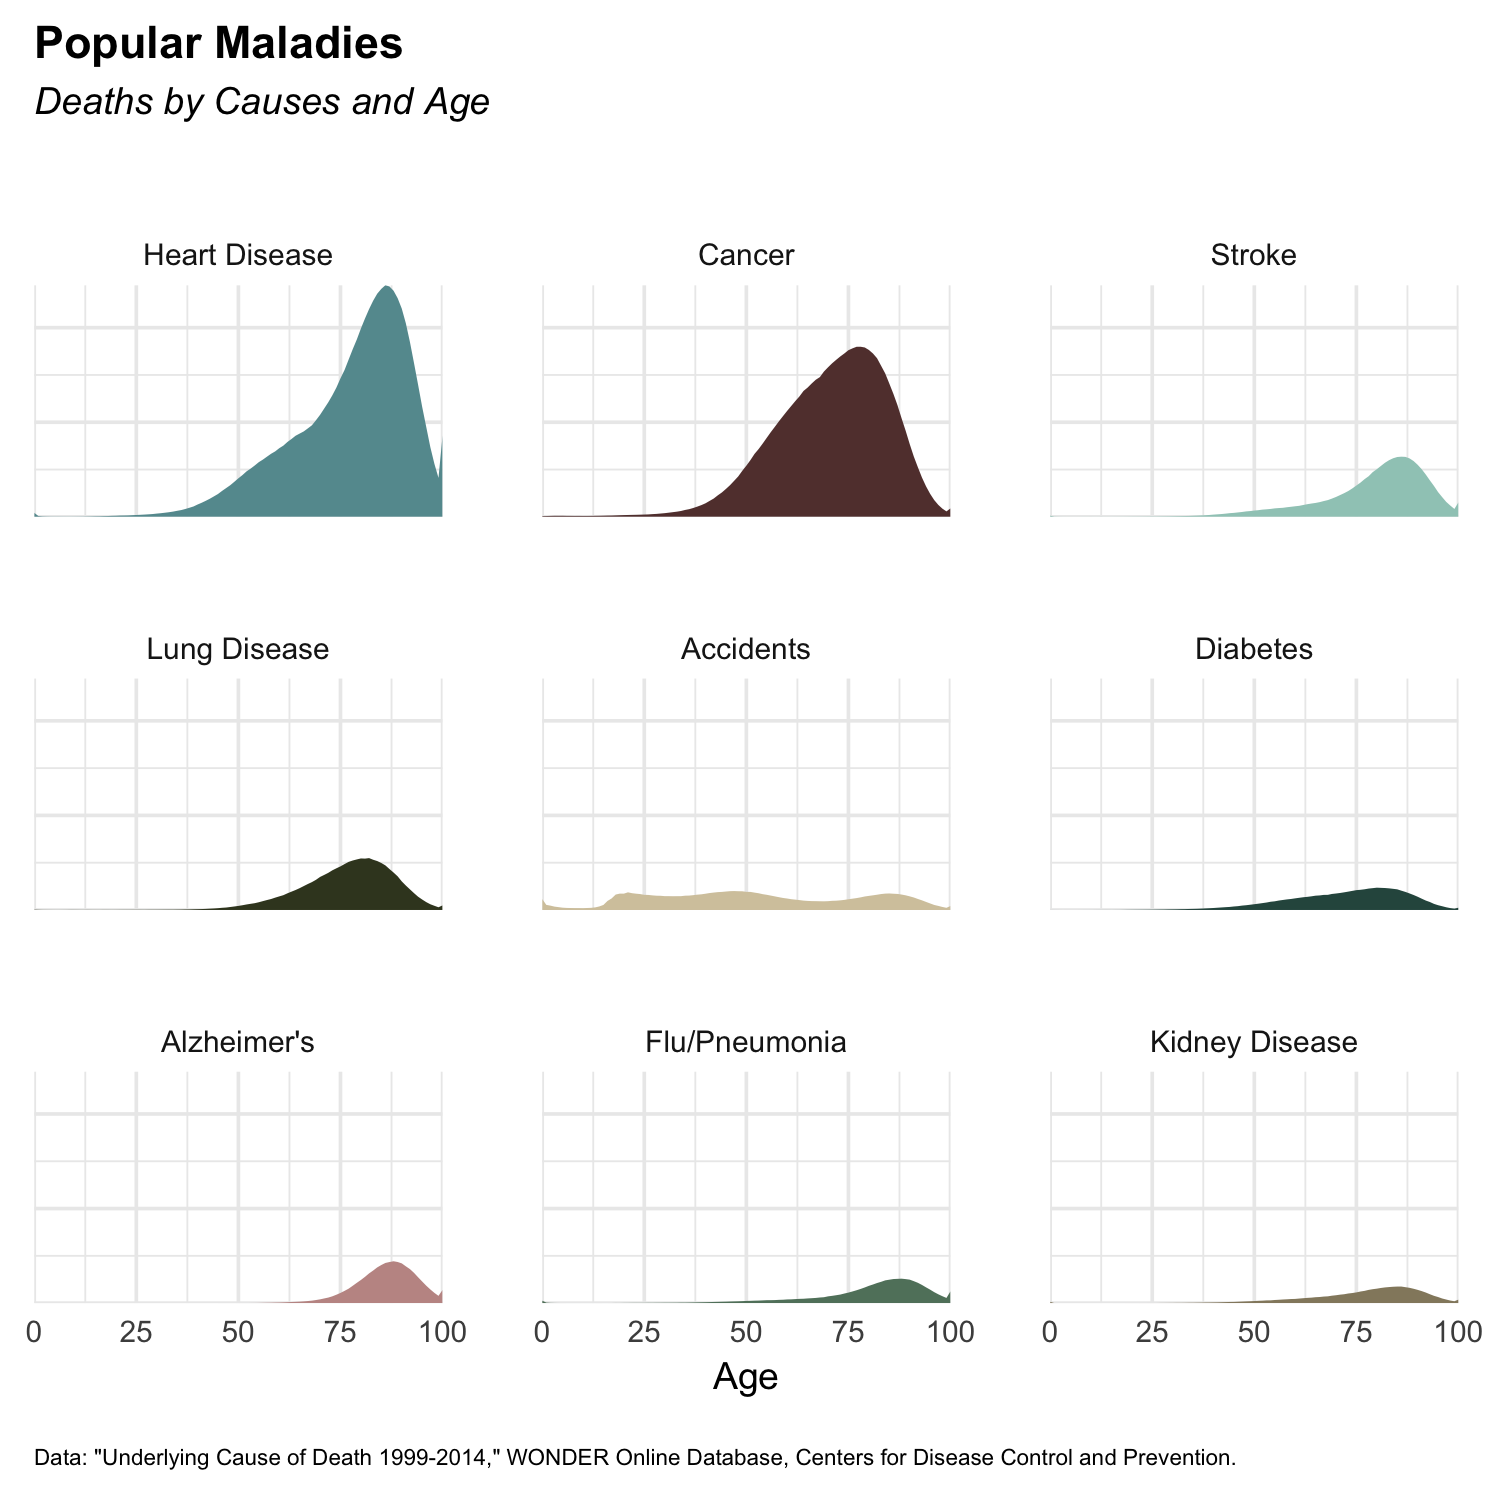 Popular Maladies
Deaths by Causes and Age
Heart Disease
Cancer
Stroke
Lung Disease
Accidents
Diabetes
Alzheimer's
Flu/Pneumonia
Kidney Disease
0 25 50 75 100
0 25 50 75 100
0 25 50 75 100
Age
Data: "Underlying Cause of Death 1999-2014," WONDER Online Database, Centers for Disease Control and Prevention.